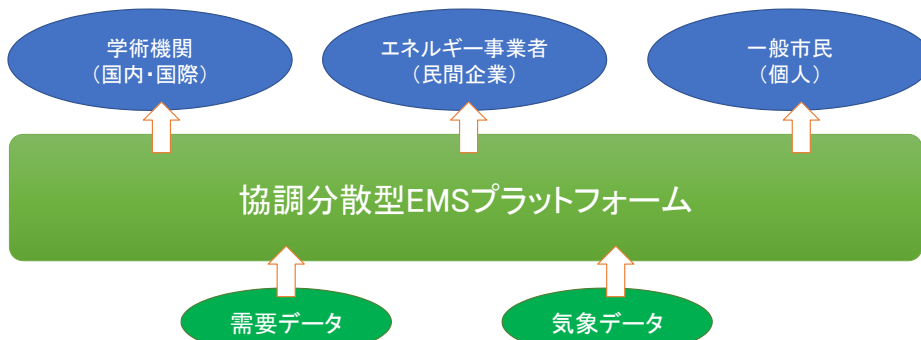 学術機関
（国内・国際）
エネルギー事業者
（民間企業）
一般市民
（個人）
協調分散型EMSプラットフォーム
需要データ
気象データ